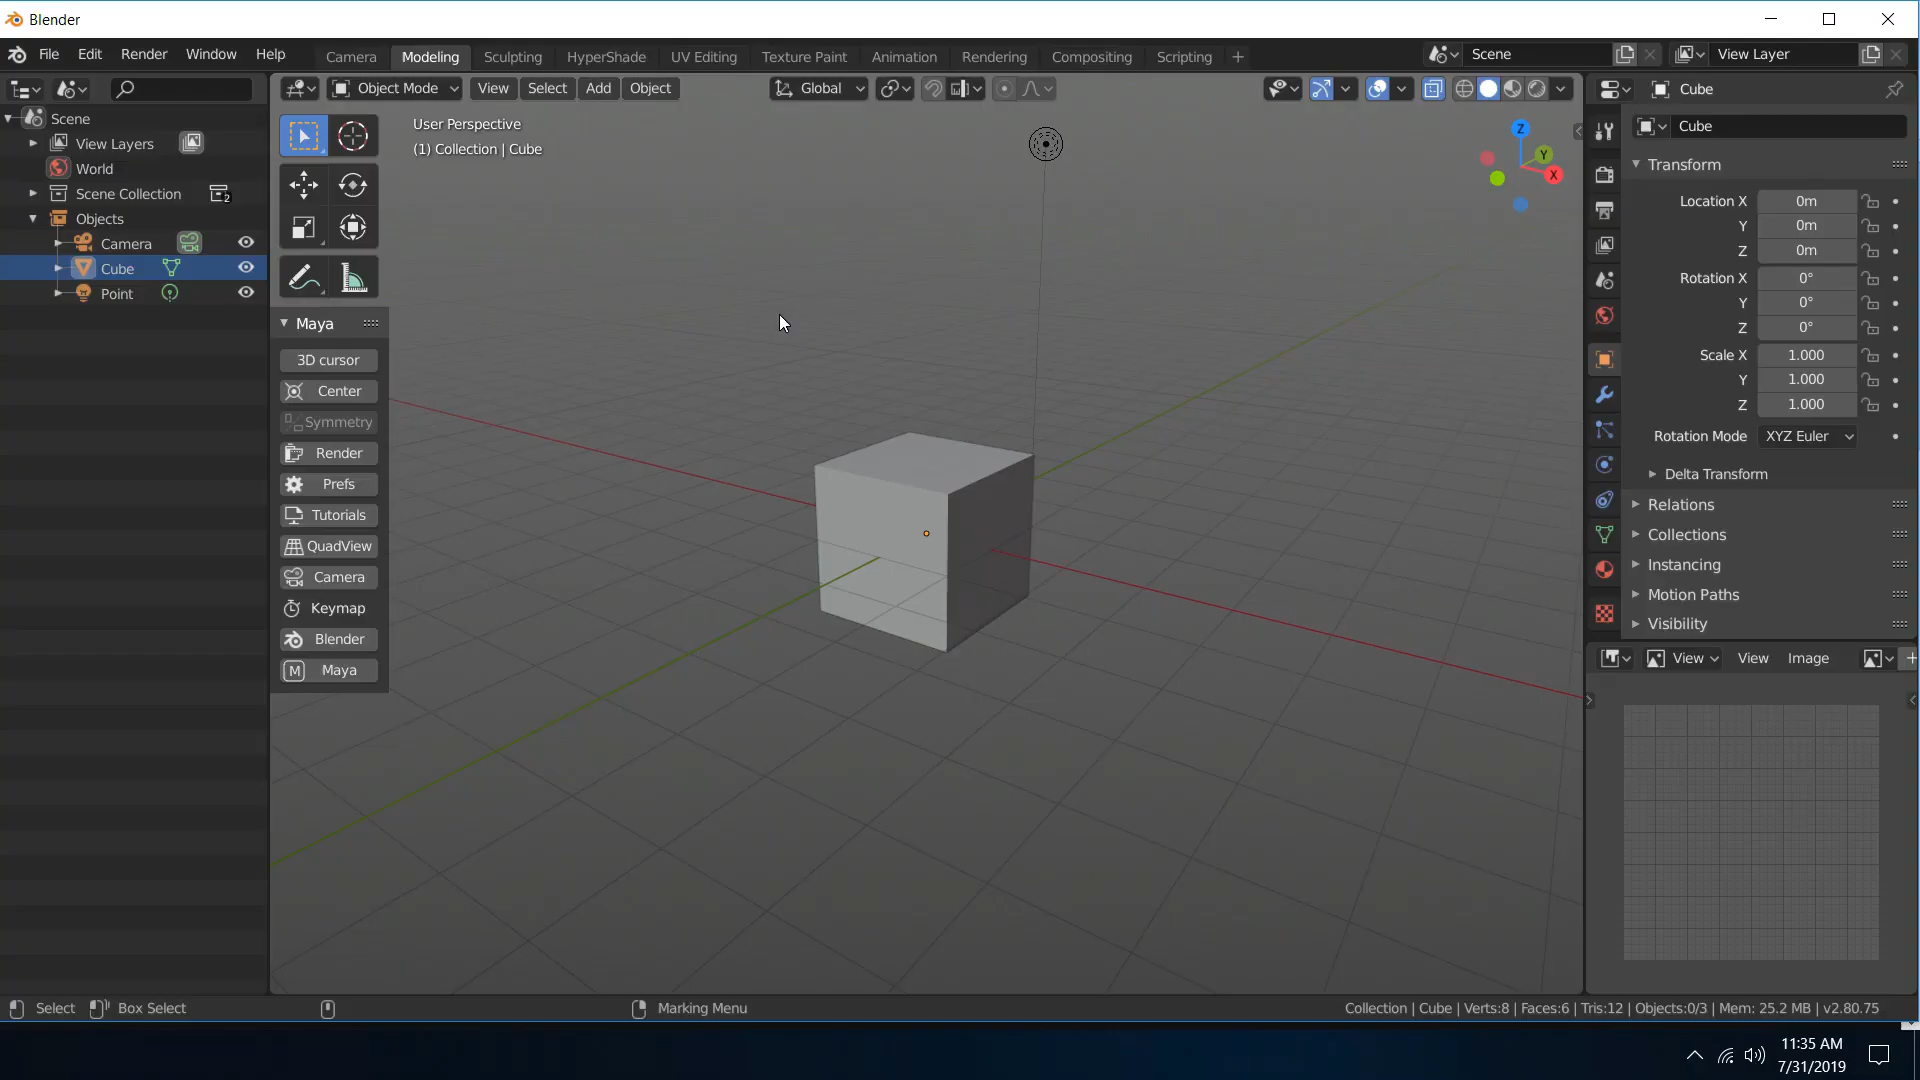 Blender
File Edit Render Window Help
Camera Modeling Sculpting HyperShade UV Editing Texture Paint Animation Rendering Compositing Scripting +
Scene
View Layer
Object Mode View Select Add Object
Global
Cube
Scene
View Layers
World
Scene Collection 2
Objects
Camera
Cube
Point
User Perspective
(1) Collection | Cube
Z
Y
X
Maya
3D cursor
Center
Symmetry
Render
Prefs
Tutorials
QuadView
Camera
Keymap
Blender
M Maya
Cube
Transform
Location X 0m
Y 0m
Z 0m
Rotation X 0°
Y 0°
Z 0°
Scale X 1.000
Y 1.000
Z 1.000
Rotation Mode XYZ Euler
Delta Transform
Relations
Collections
Instancing
Motion Paths
Visibility
View View Image +
Select Box Select Marking Menu
Collection | Cube | Verts:8 | Faces:6 | Tris:12 | Objects:0/3 | Mem: 25.2 MB | v2.80.75
11:35 AM
7/31/2019